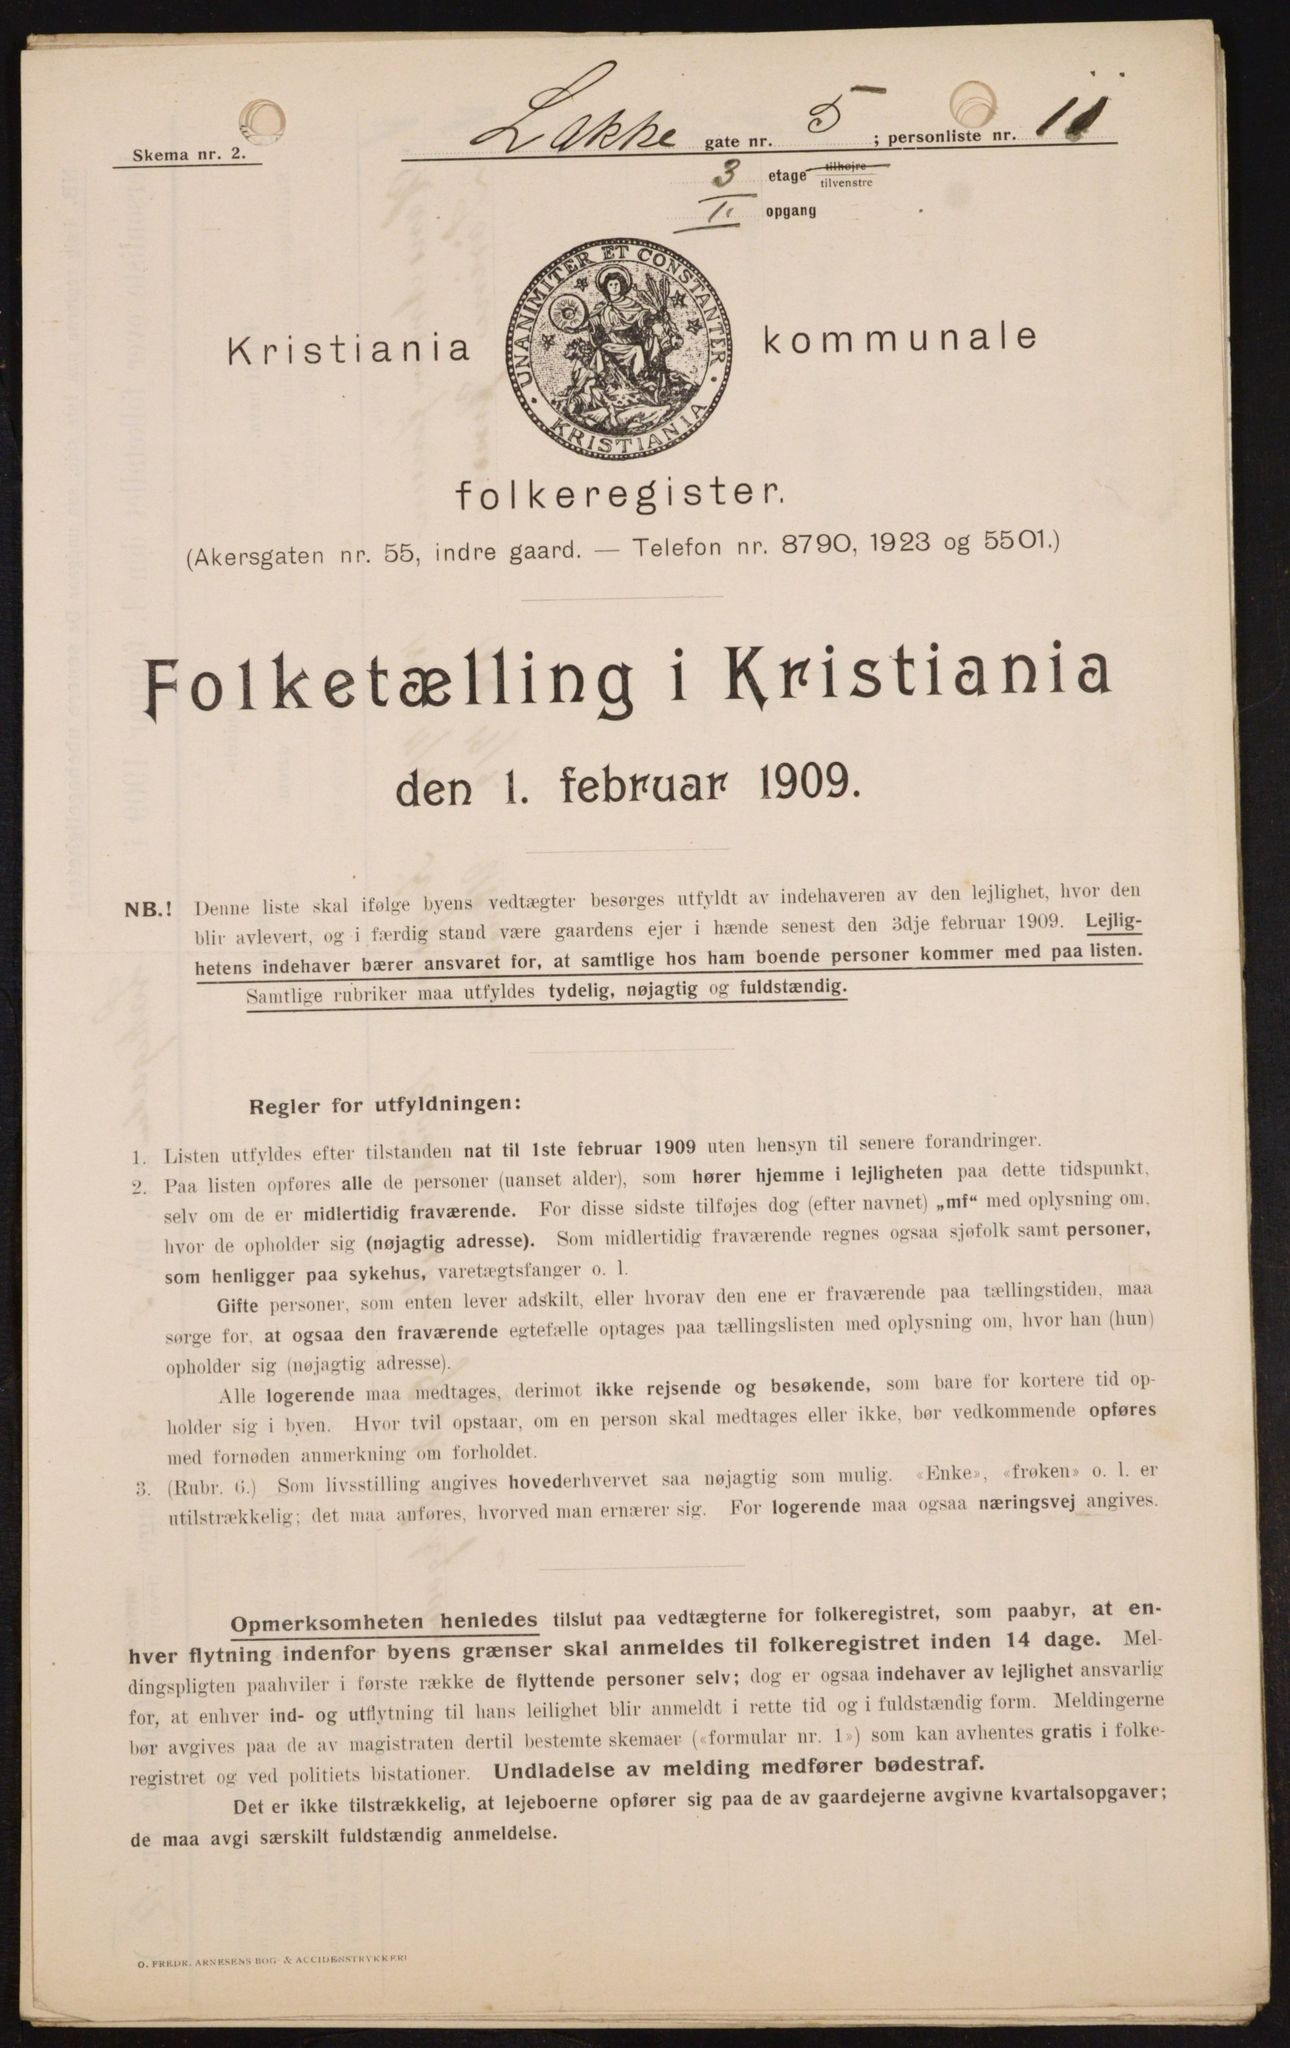 Skema nr. 2.
Lakke gate nr. 5 ; personliste nr. 11
3 etage tilhøjre
tilvenstre
II opgang
UNANIMITER ET CONSTANTER
KRISTIANIA
Kristiania kommunale
folkeregister.
(Akersgaten nr. 55, indre gaard. — Telefon nr. 8790, 1923 og 5501.)
Folketælling i Kristiania
den 1. februar 1909.
NB.! Denne liste skal ifølge byens vedtægter besørges utfyldt av indehaveren av den lejlighet, hvor den
blir avlevert, og i færdig stand være gaardens ejer i hænde senest den 3dje februar 1909. Lejlig-
hetens indehaver bærer ansvaret for, at samtlige hos ham boende personer kommer med paa listen.
Samtlige rubriker maa utfyldes tydelig, nøjagtig og fuldstændig.
Regler for utfyldningen:
1. Listen utfyldes efter tilstanden nat til 1ste februar 1909 uten hensyn til senere forandringer.
2. Paa listen opføres alle de personer (uanset alder), som hører hjemme i lejligheten paa dette tidspunkt,
selv om de er midlertidig fraværende. For disse sidste tilføjes dog (efter navnet) „mf“ med oplysning om,
hvor de opholder sig (nøjagtig adresse). Som midlertidig fraværende regnes ogsaa sjøfolk samt personer,
som henligger paa sykehus, varetægtsfanger o. l.
Gifte personer, som enten lever adskilt, eller hvorav den ene er fraværende paa tællingstiden, maa
sørge for, at ogsaa den fraværende egtefælle optages paa tællingslisten med oplysning om, hvor han (hun)
opholder sig (nøjagtig adresse).
Alle logerende maa medtages, derimot ikke rejsende og besøkende, som bare for kortere tid op-
holder sig i byen. Hvor tvil opstaar, om en person skal medtages eller ikke, bør vedkommende opføres
med fornøden anmerkning om forholdet.
3. (Rubr. 6.) Som livsstilling angives hovederhvervet saa nøjagtig som mulig. «Enke», «frøken» o. l. er
utilstrækkelig; det maa anføres, hvorved man ernærer sig. For logerende maa ogsaa næringsvej angives.
Opmerksomheten henledes tilslut paa vedtægterne for folkeregistret, som paabyr, at en-
hver flytning indenfor byens grænser skal anmeldes til folkeregistret inden 14 dage. Mel-
dingspligten paahviler i første række de flyttende personer selv; dog er ogsaa indehaver av lejlighet ansvarlig
for, at enhver ind- og utflytning til hans leilighet blir anmeldt i rette tid og i fuldstændig form. Meldingerne
bør avgives paa de av magistraten dertil bestemte skemaer («formular nr. 1») som kan avhentes gratis i folke-
registret og ved politiets bistationer. Undladelse av melding medfører bødestraf.
Det er ikke tilstrækkelig, at lejeboerne opfører sig paa de av gaardejerne avgivne kvartalsopgaver;
de maa avgi særskilt fuldstændig anmeldelse.
O. FREDR. ARNESENS BOG- & ACCIDENSTRYKKERI